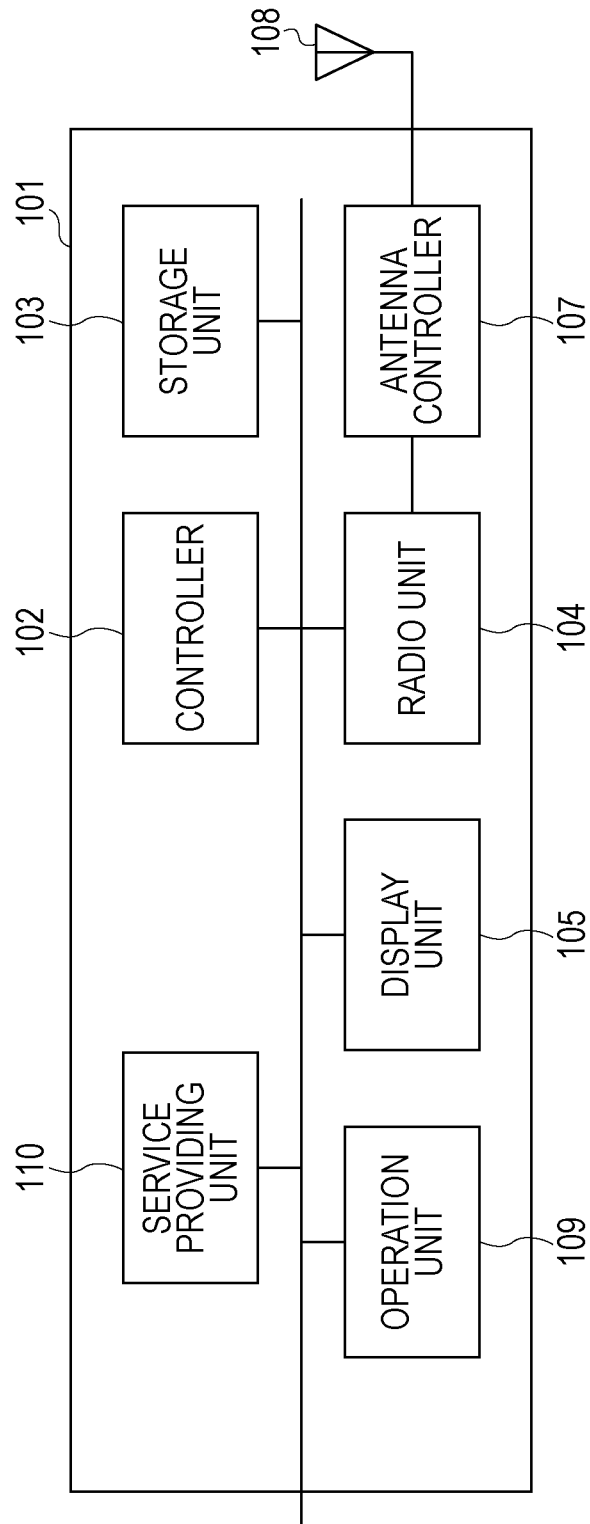 101
110
102
103
108
SERVICE
PROVIDING
UNIT
CONTROLLER
STORAGE
UNIT
OPERATION
UNIT
DISPLAY
UNIT
RADIO UNIT
ANTENNA
CONTROLLER
109
105
104
107